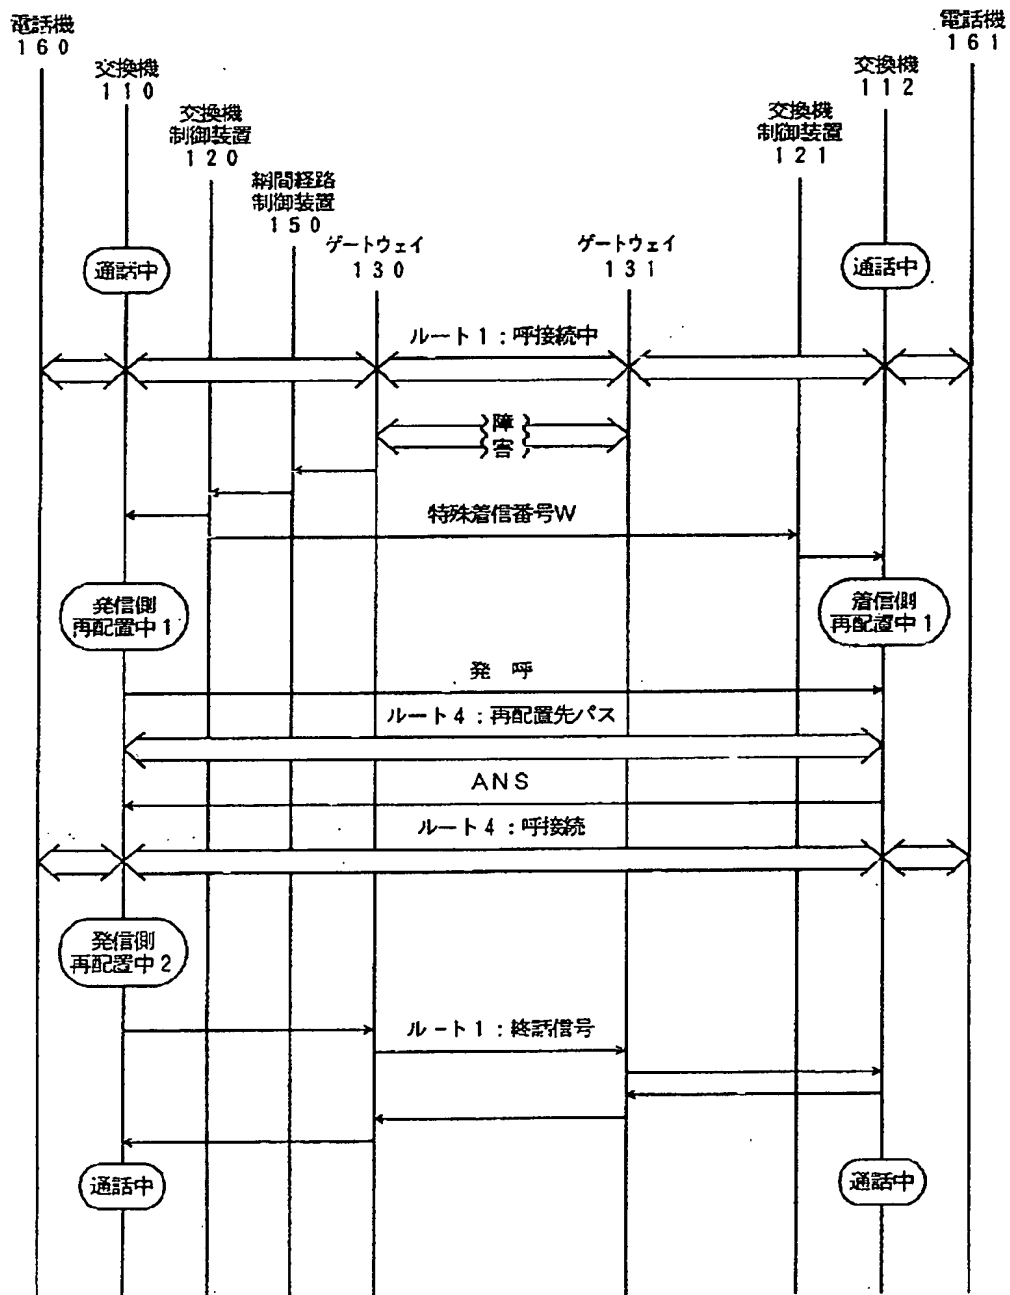 電話機
160
電話機
161
交換機
110
交換機
112
交換機
制御装置
120
交換機
制御装置
121
網間経路
制御装置
150
ゲートウェイ
130
ゲートウェイ
131
通話中
通話中
ルート1:呼接続中
障
害
特殊着信番号W
発信側
再配置中1
着信側
再配置中1
発 呼
ルート4:再配置先パス
ANS
ルート4:呼接続
発信側
再配置中2
ルート1:終話信号
通話中
通話中